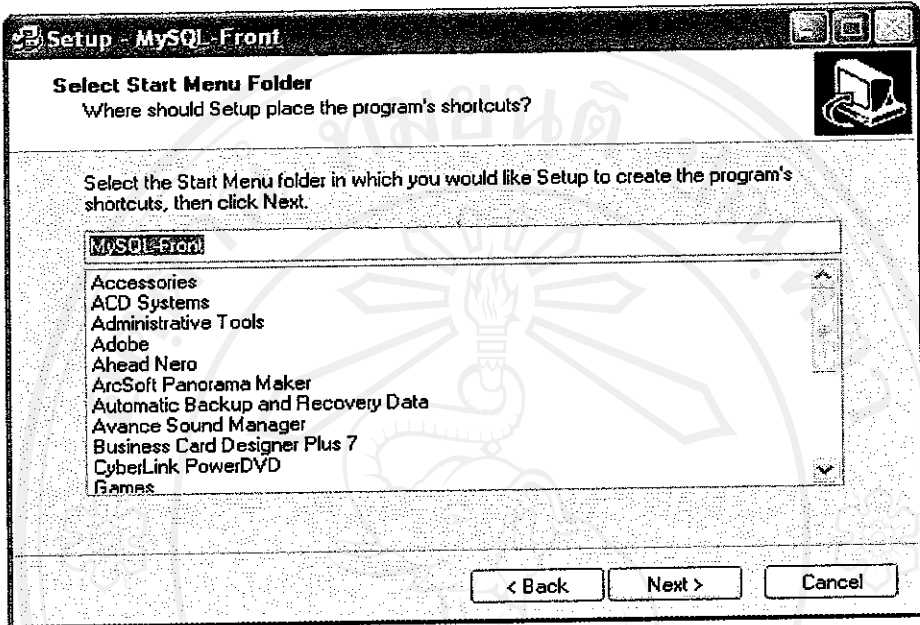 Setup - MySQL-Front
Select Start Menu Folder
Where should Setup place the program's shortcuts?
Select the Start Menu folder in which you would like Setup to create the program's
shortcuts, then click Next.
MySQL-Front
Accessories
ACD Systems
Administrative Tools
Adobe
Ahead Nero
ArcSoft Panorama Maker
Automatic Backup and Recovery Data
Avance Sound Manager
Business Card Designer Plus 7
CyberLink PowerDVD
Games
< Back
Next >
Cancel